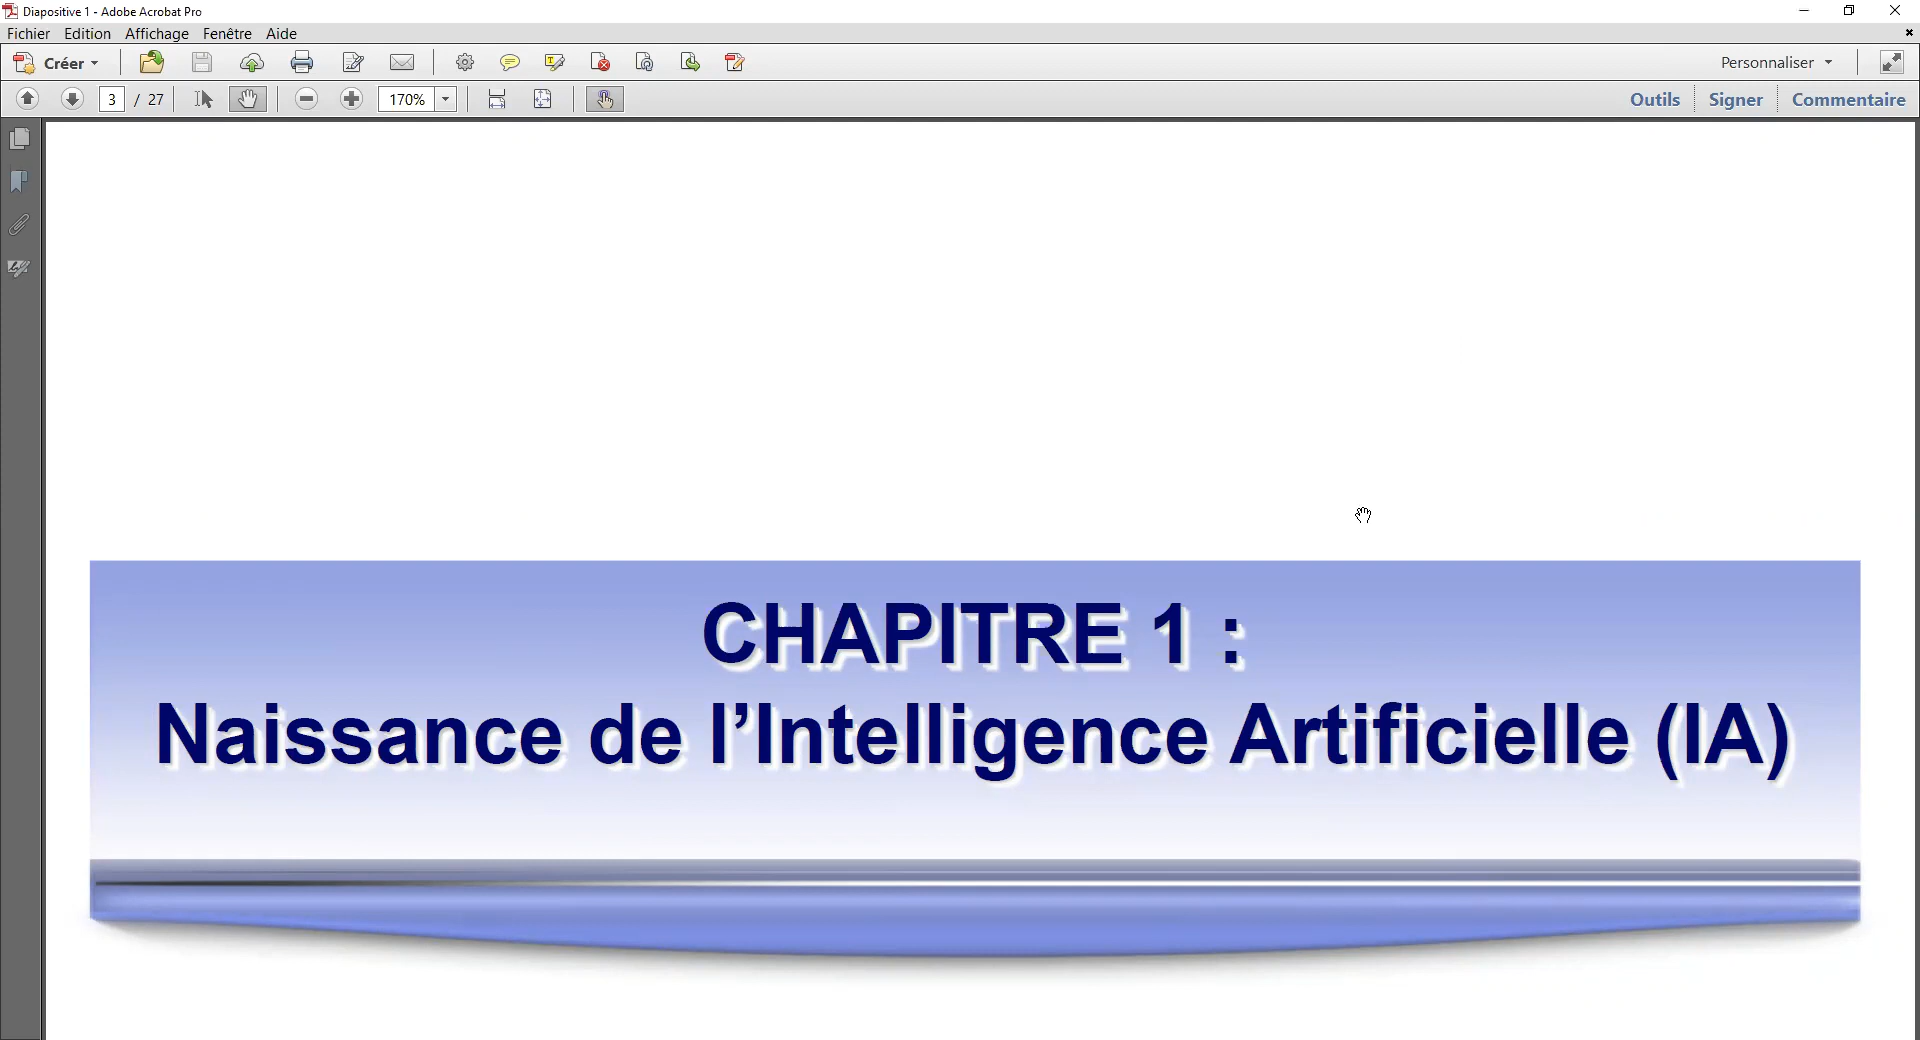 Diapositive 1 - Adobe Acrobat Pro
Fichier Edition Affichage Fenêtre Aide
Créer Personnaliser
3 / 27 170% Outils Signer Commentaire
CHAPITRE 1 :
Naissance de l’Intelligence Artificielle (IA)